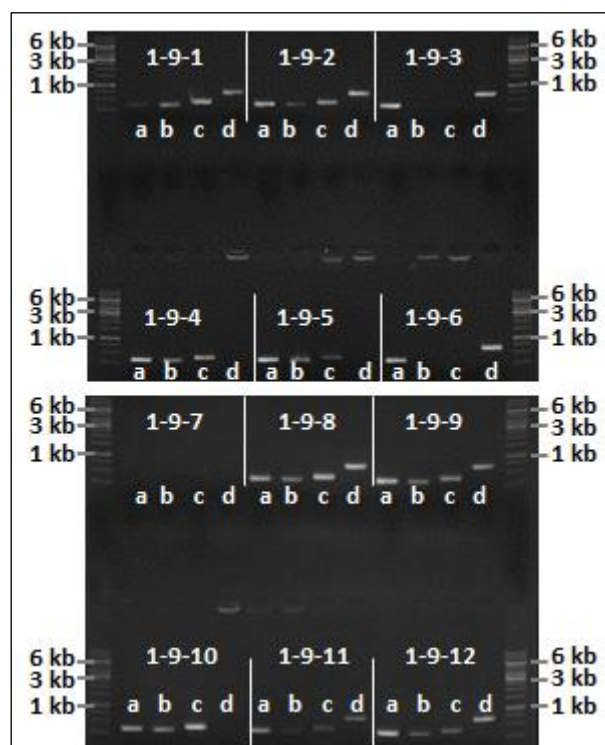 6 kb 1-9-1 1-9-2 1-9-3 6 kb
3 kb 3 kb
1 kb 1 kb
a b c d a b c d a b c d
6 kb 6 kb
3 kb 1-9-4 1-9-5 1-9-6 3 kb
1 kb 1 kb
a b c d a b c d a b c d
6 kb 1-9-7 1-9-8 1-9-9 6 kb
3 kb 3 kb
1 kb 1 kb
a b c d a b c d a b c d
6 kb 1-9-10 1-9-11 1-9-12 6 kb
3 kb 3 kb
1 kb a b c d a b c d a b c d 1 kb